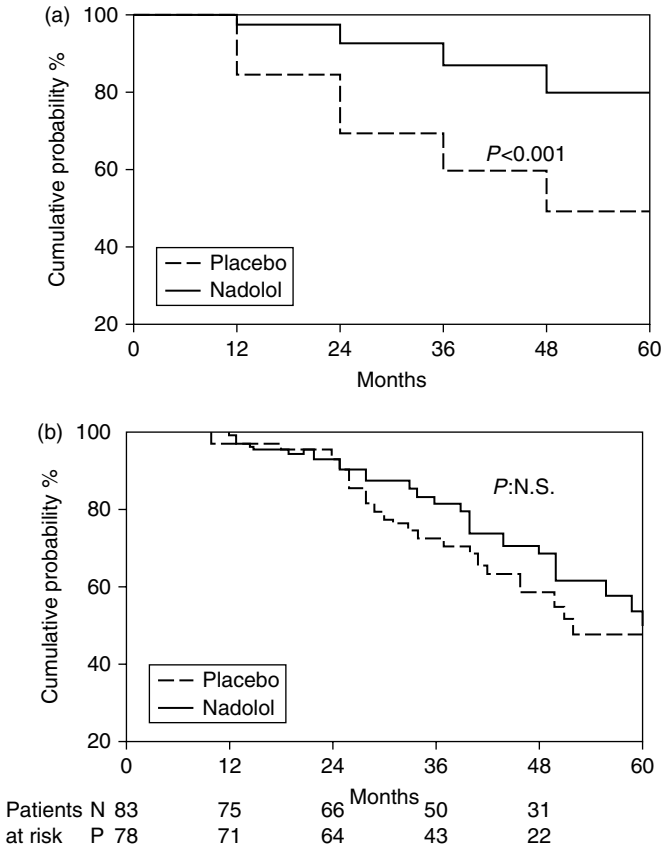 (a)
100
80
60
40
20
Cumulative probability %
P<0.001
Placebo
Nadolol
0 12 24 36 48 60
Months
(b)
100
80
60
40
20
Cumulative probability %
P:N.S.
Placebo
Nadolol
0 12 24 36 48 60
Months
Patients N 83 75 66 50 31
at risk P 78 71 64 43 22